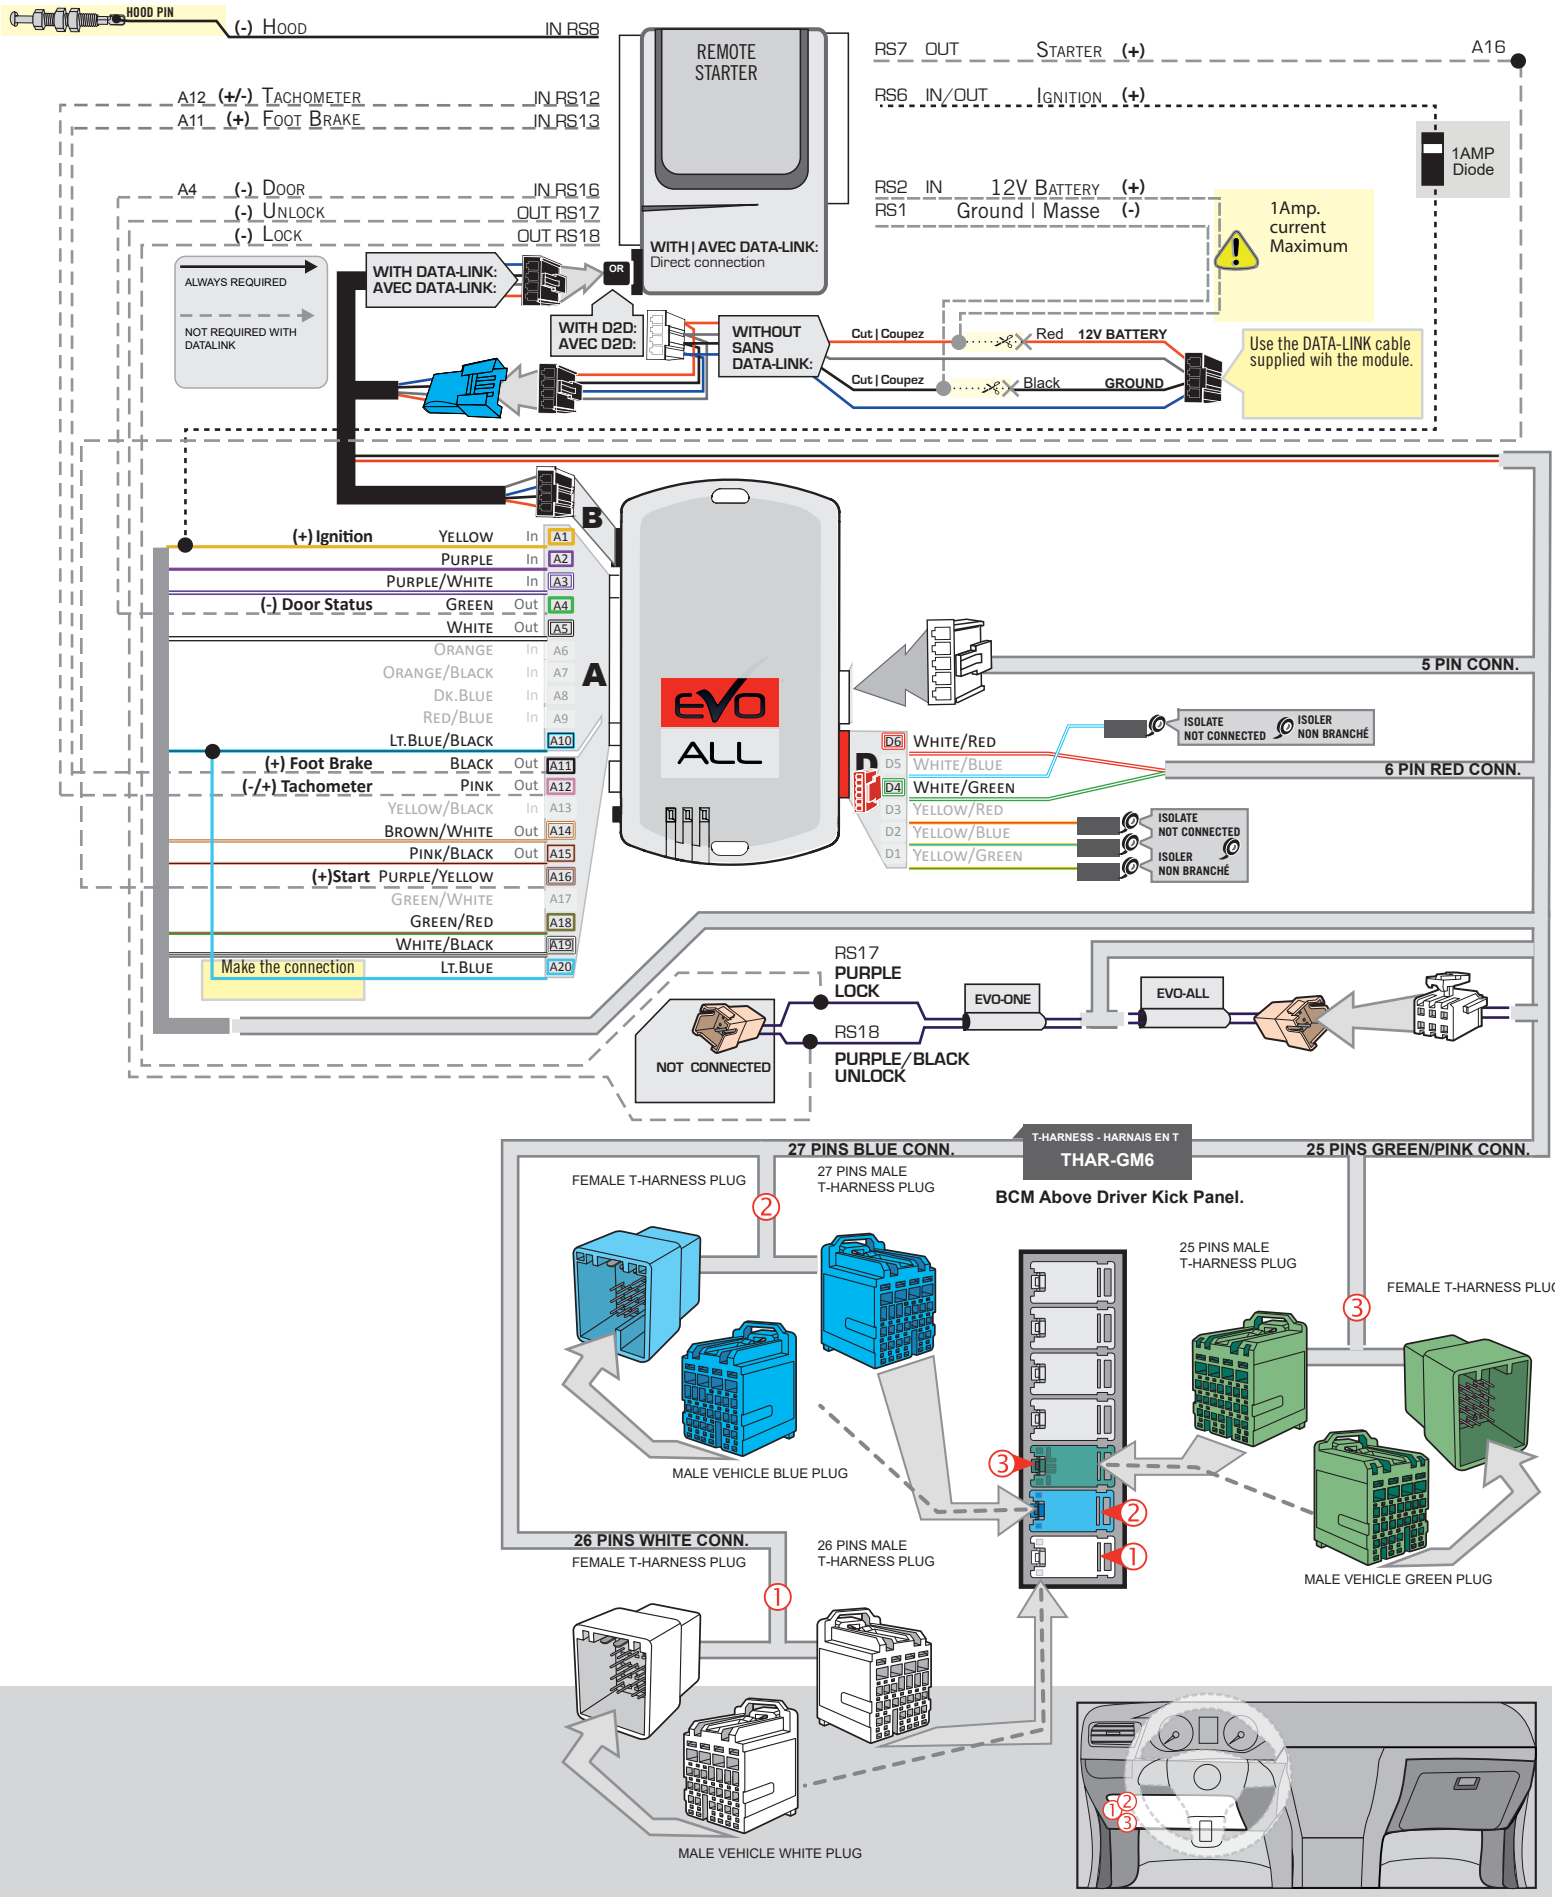 HOOD PIN
(-) HOOD
IN RS8
A12 (+/-) TACHOMETER
IN RS12
A11 (+) FOOT BRAKE
IN RS13
A4 (-) DOOR
IN RS16
(-) UNLOCK
OUT RS17
(-) LOCK
OUT RS18
REMOTE
STARTER
WITH | AVEC DATA-LINK:
Direct connection
RS7 OUT STARTER (+)
A16
RS6 IN/OUT IGNITION (+)
1AMP
Diode
RS2 IN 12V BATTERY (+)
RS1 Ground | Masse (-)
1Amp.
current
Maximum
ALWAYS REQUIRED
NOT REQUIRED WITH
DATALINK
WITH DATA-LINK:
AVEC DATA-LINK:
OR
WITH D2D:
AVEC D2D:
WITHOUT
SANS
DATA-LINK:
Cut | Coupez
Red 12V BATTERY
Cut | Coupez
Black GROUND
Use the DATA-LINK cable
supplied wih the module.
B
(+) Ignition YELLOW In A1
PURPLE In A2
PURPLE/WHITE In A3
(-) Door Status GREEN Out A4
WHITE Out A5
ORANGE In A6
ORANGE/BLACK In A7
DK.BLUE In A8
RED/BLUE In A9
LT.BLUE/BLACK A10
(+) Foot Brake BLACK Out A11
(-/+) Tachometer PINK Out A12
YELLOW/BLACK In A13
BROWN/WHITE Out A14
PINK/BLACK Out A15
(+)Start PURPLE/YELLOW A16
GREEN/WHITE A17
GREEN/RED A18
WHITE/BLACK A19
Make the connection
LT.BLUE A20
A
EVO
ALL
5 PIN CONN.
D
D6 WHITE/RED
D5 WHITE/BLUE
D4 WHITE/GREEN
D3 YELLOW/RED
D2 YELLOW/BLUE
D1 YELLOW/GREEN
ISOLATE
NOT CONNECTED
ISOLER
NON BRANCHÉ
6 PIN RED CONN.
ISOLATE
NOT CONNECTED
ISOLER
NON BRANCHÉ
RS17
PURPLE
LOCK
RS18
PURPLE/BLACK
UNLOCK
NOT CONNECTED
EVO-ONE
EVO-ALL
T-HARNESS - HARNAIS EN T
THAR-GM6
BCM Above Driver Kick Panel.
27 PINS BLUE CONN.
25 PINS GREEN/PINK CONN.
FEMALE T-HARNESS PLUG
2
27 PINS MALE
T-HARNESS PLUG
MALE VEHICLE BLUE PLUG
25 PINS MALE
T-HARNESS PLUG
3
FEMALE T-HARNESS PLUG
MALE VEHICLE GREEN PLUG
3
2
1
26 PINS WHITE CONN.
FEMALE T-HARNESS PLUG
1
26 PINS MALE
T-HARNESS PLUG
MALE VEHICLE WHITE PLUG
2
1
3